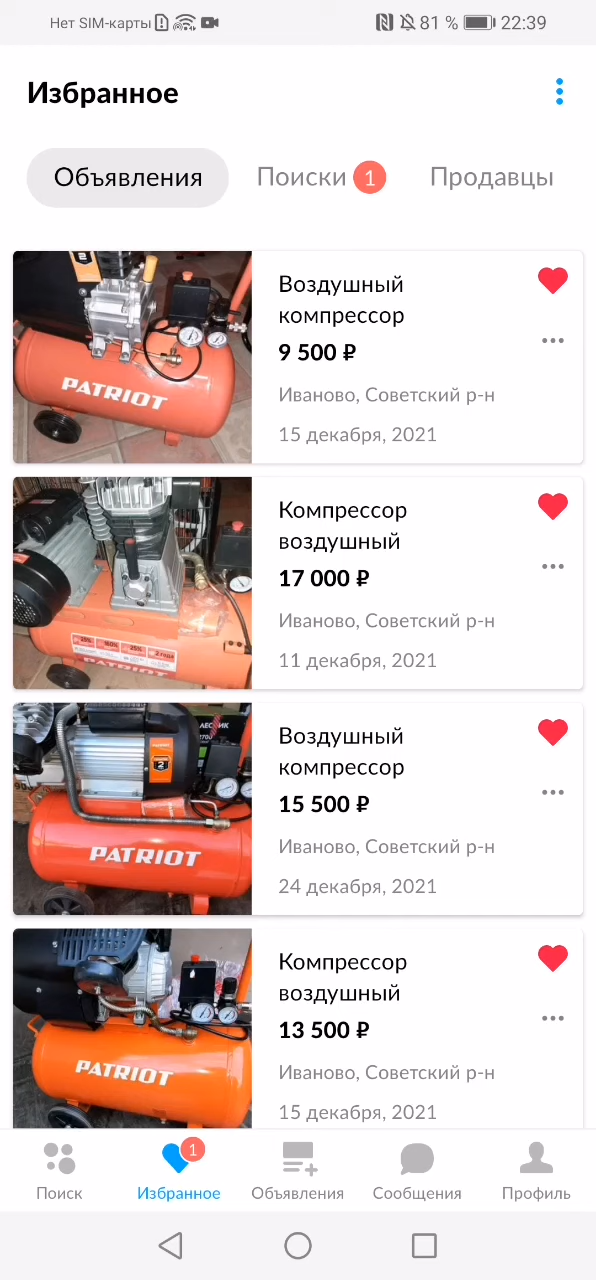 Нет SIM-карты 81 % 22:39
Избранное
Объявления Поиски 1 Продавцы
PATRIOT
Воздушный
компрессор
9 500 ₽
Иваново, Советский р-н
15 декабря, 2021
PATRIOT
Компрессор
воздушный
17 000 ₽
Иваново, Советский р-н
11 декабря, 2021
PATRIOT
Воздушный
компрессор
15 500 ₽
Иваново, Советский р-н
24 декабря, 2021
PATRIOT
Компрессор
воздушный
13 500 ₽
Иваново, Советский р-н
15 декабря, 2021
1
Поиск Избранное Объявления Сообщения Профиль